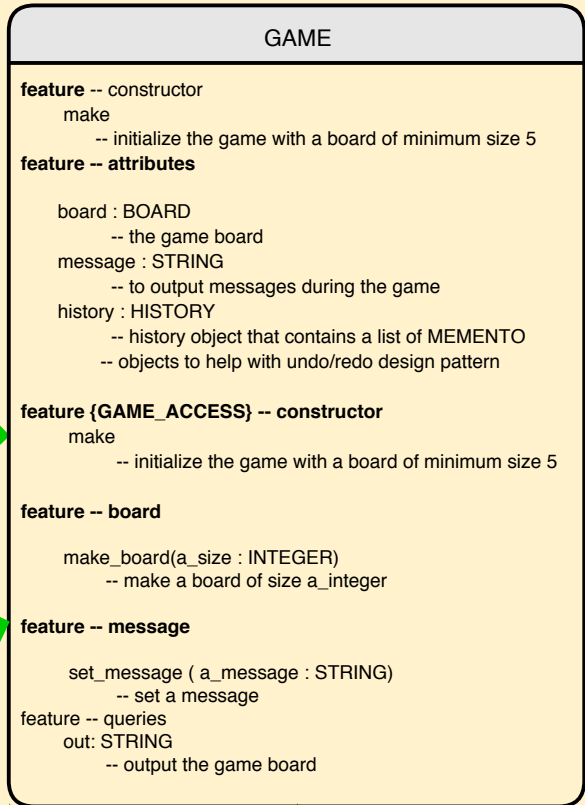 GAME
feature -- constructor
make
-- initialize the game with a board of minimum size 5
feature -- attributes
board : BOARD
-- the game board
message : STRING
-- to output messages during the game
history : HISTORY
-- history object that contains a list of MEMENTO
-- objects to help with undo/redo design pattern
feature {GAME_ACCESS} -- constructor
make
-- initialize the game with a board of minimum size 5
feature -- board
make_board(a_size : INTEGER)
-- make a board of size a_integer
feature -- message
set_message ( a_message : STRING)
-- set a message
feature -- queries
out: STRING
-- output the game board